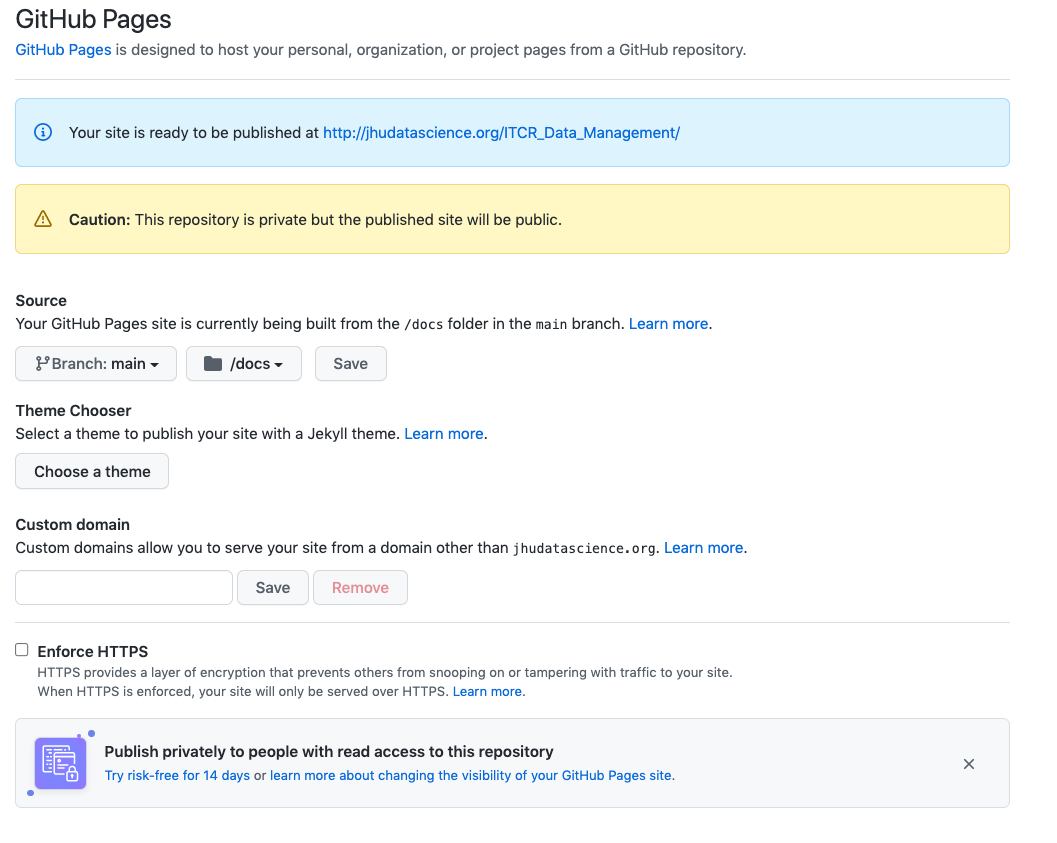 GitHub Pages
GitHub Pages is designed to host your personal, organization, or project pages from a GitHub repository.
Your site is ready to be published at http://jhudatascience.org/ITCR_Data_Management/
Caution: This repository is private but the published site will be public.
Source
Your GitHub Pages site is currently being built from the /docs folder in the main branch. Learn more.
Branch: main /docs Save
Theme Chooser
Select a theme to publish your site with a Jekyll theme. Learn more.
Choose a theme
Custom domain
Custom domains allow you to serve your site from a domain other than jhudatascience.org. Learn more.
Save Remove
Enforce HTTPS
HTTPS provides a layer of encryption that prevents others from snooping on or tampering with traffic to your site.
When HTTPS is enforced, your site will only be served over HTTPS. Learn more.
Publish privately to people with read access to this repository
Try risk-free for 14 days or learn more about changing the visibility of your GitHub Pages site.